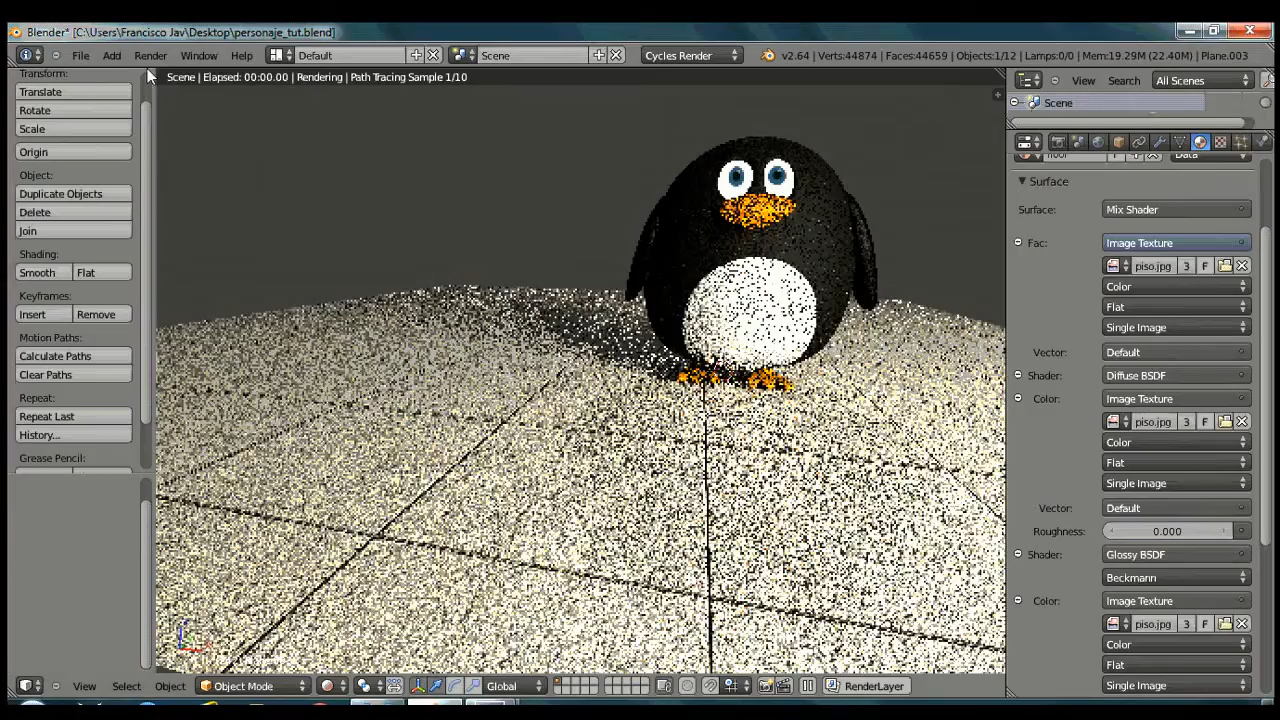 Blender* [C:\Users\Francisco Jav\Desktop\personaje_tut.blend]
File Add Render Window Help Default Scene Cycles Render v2.64 | Verts:44874 | Faces:44659 | Objects:1/12 | Lamps:0/0 | Mem:19.29M (22.40M) | Plane.003
Transform:
Translate
Rotate
Scale
Origin
Object:
Duplicate Objects
Delete
Join
Shading:
Smooth Flat
Keyframes:
Insert Remove
Motion Paths:
Calculate Paths
Clear Paths
Repeat:
Repeat Last
History...
Grease Pencil:
Scene | Elapsed: 00:00.00 | Rendering | Path Tracing Sample 1/10
View Select Object Object Mode Global RenderLayer
View Search All Scenes
Scene
floor F Data
Surface
Surface: Mix Shader
Fac: Image Texture
piso.jpg 3 F
Color
Flat
Single Image
Vector: Default
Shader: Diffuse BSDF
Color: Image Texture
piso.jpg 3 F
Color
Flat
Single Image
Vector: Default
Roughness: 0.000
Shader: Glossy BSDF
Beckmann
Color: Image Texture
piso.jpg 3 F
Color
Flat
Single Image